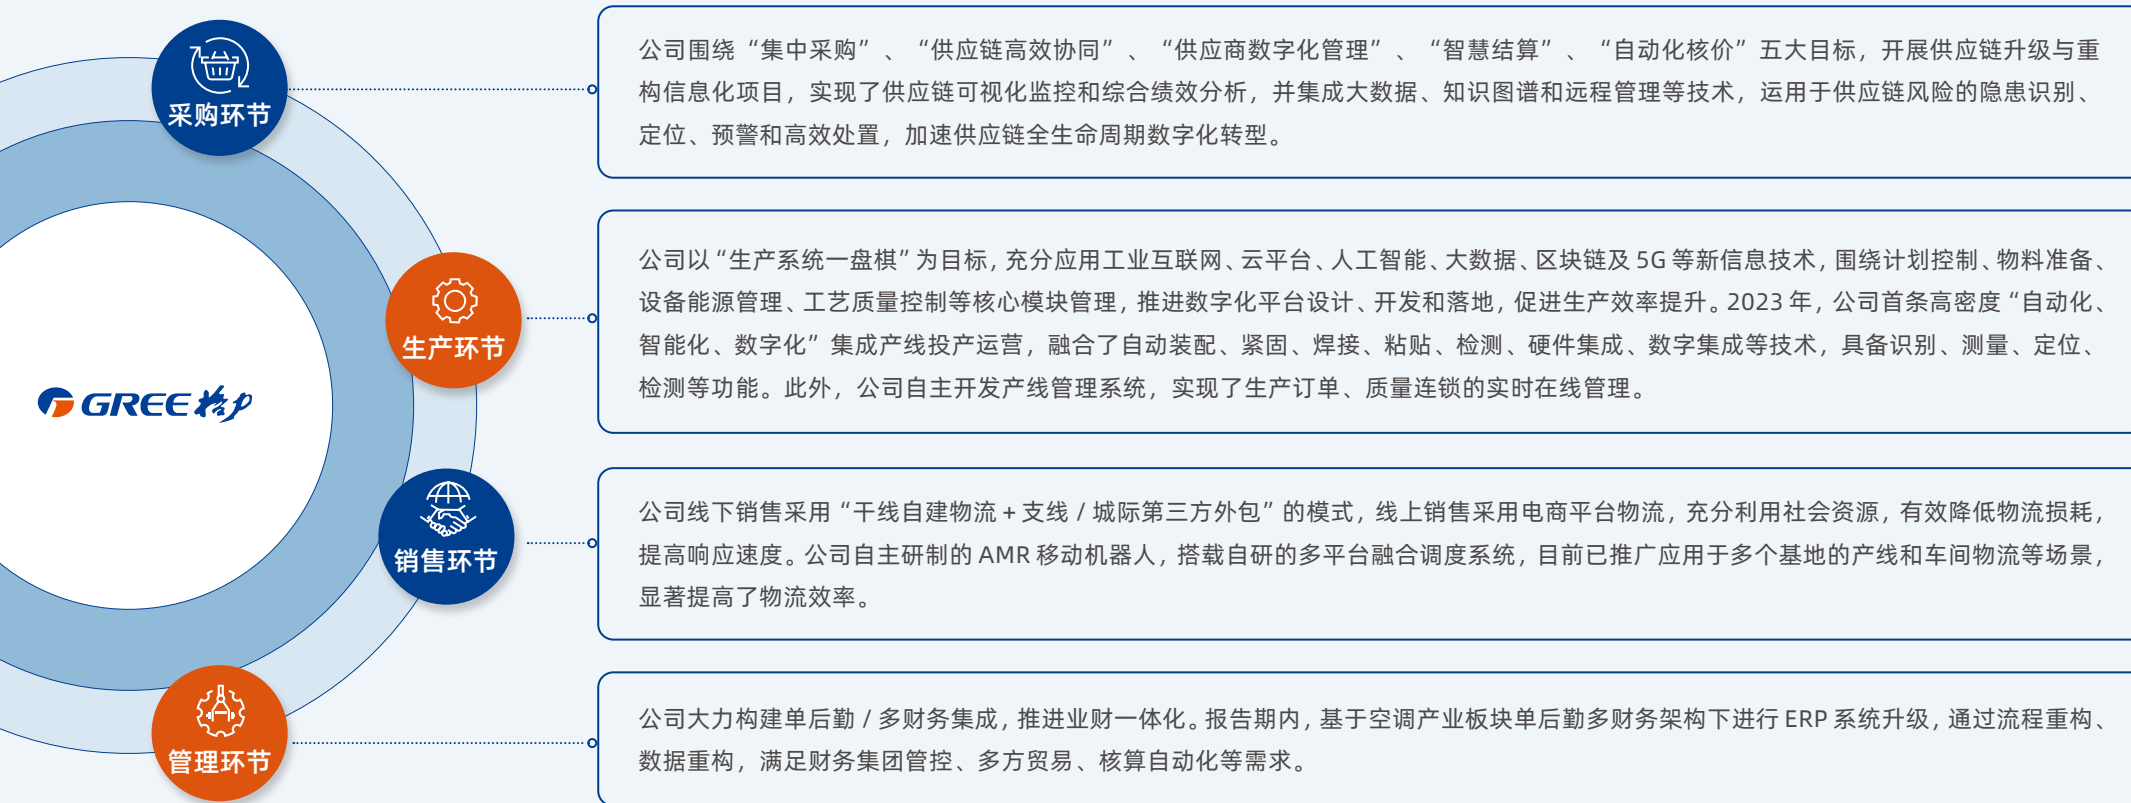 采购环节
公司围绕“集中采购”、“供应链高效协同”、“供应商数字化管理”、“智慧结算”、“自动化核价”五大目标，开展供应链升级与重
构信息化项目，实现了供应链可视化监控和综合绩效分析，并集成大数据、知识图谱和远程管理等技术，运用于供应链风险的隐患识别、
定位、预警和高效处置，加速供应链全生命周期数字化转型。
生产环节
公司以“生产系统一盘棋”为目标，充分应用工业互联网、云平台、人工智能、大数据、区块链及 5G 等新信息技术，围绕计划控制、物料准备、
设备能源管理、工艺质量控制等核心模块管理，推进数字化平台设计、开发和落地，促进生产效率提升。2023 年，公司首条高密度“自动化、
智能化、数字化”集成产线投产运营，融合了自动装配、紧固、焊接、粘贴、检测、硬件集成、数字集成等技术，具备识别、测量、定位、
检测等功能。此外，公司自主开发产线管理系统，实现了生产订单、质量连锁的实时在线管理。
GREE格力
销售环节
公司线下销售采用“干线自建物流 + 支线 / 城际第三方外包”的模式，线上销售采用电商平台物流，充分利用社会资源，有效降低物流损耗，
提高响应速度。公司自主研制的 AMR 移动机器人，搭载自研的多平台融合调度系统，目前已推广应用于多个基地的产线和车间物流等场景，
显著提高了物流效率。
管理环节
公司大力构建单后勤 / 多财务集成，推进业财一体化。报告期内，基于空调产业板块单后勤多财务架构下进行 ERP 系统升级，通过流程重构、
数据重构，满足财务集团管控、多方贸易、核算自动化等需求。